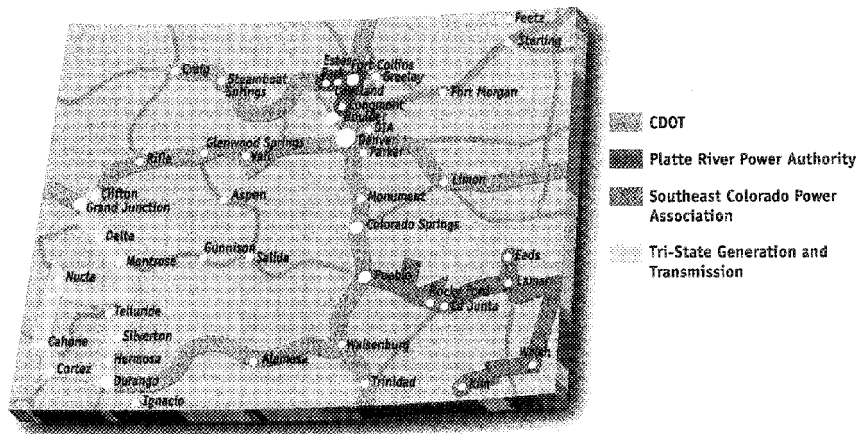 Peetz
Sterling
Craig
Steamboat
Springs
Estes
Park
Fort Collins
Greeley
Loveland
Longmont
Boulder
Fort Morgan
DIA
Denver
Parker
Glenwood Springs
Rifle
Vail
Limon
Clifton
Grand Junction
Aspen
Monument
Delta
Colorado Springs
Montrose
Gunnison
Salida
Nucla
Pueblo
Eads
Rocky Ford
Lamar
La Junta
Telluride
Silverton
Cahone
Hermosa
Cortez
Durango
Ignacio
Alamosa
Walsenburg
Trinidad
Kim
Walsh
CDOT
Platte River Power Authority
Southeast Colorado Power
Association
Tri-State Generation and
Transmission